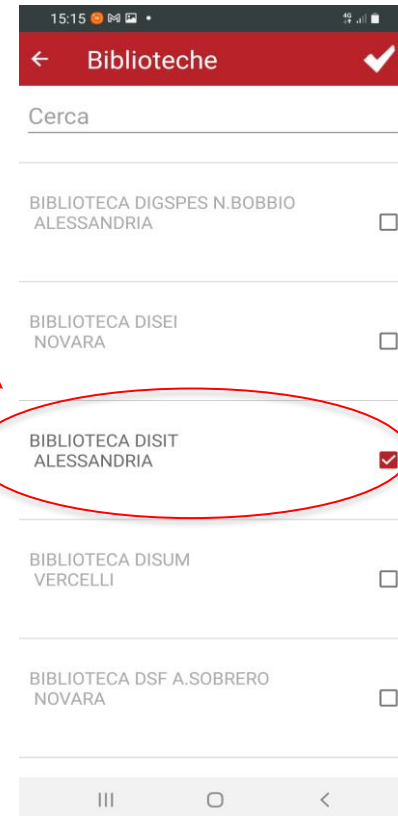 15:15
4G
Biblioteche
Cerca
BIBLIOTECA DIGSPES N.BOBBIO
ALESSANDRIA
BIBLIOTECA DISEI
NOVARA
BIBLIOTECA DISIT
ALESSANDRIA
BIBLIOTECA DISUM
VERCELLI
BIBLIOTECA DSF A.SOBRERO
NOVARA